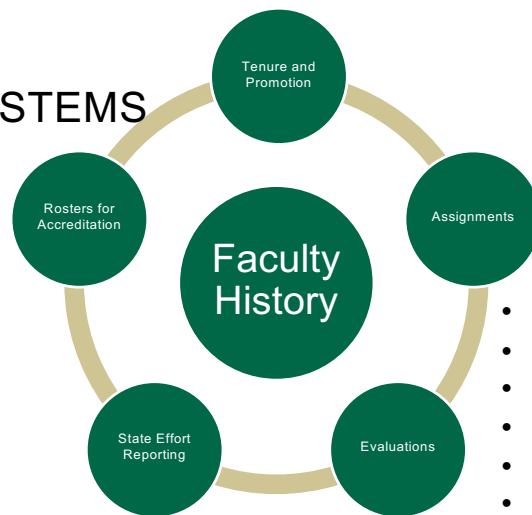 Tenure and
Promotion
STEMS
Rosters for
Accreditation
Assignments
Faculty
History
State Effort
Reporting
Evaluations
•
•
•
•
•
•